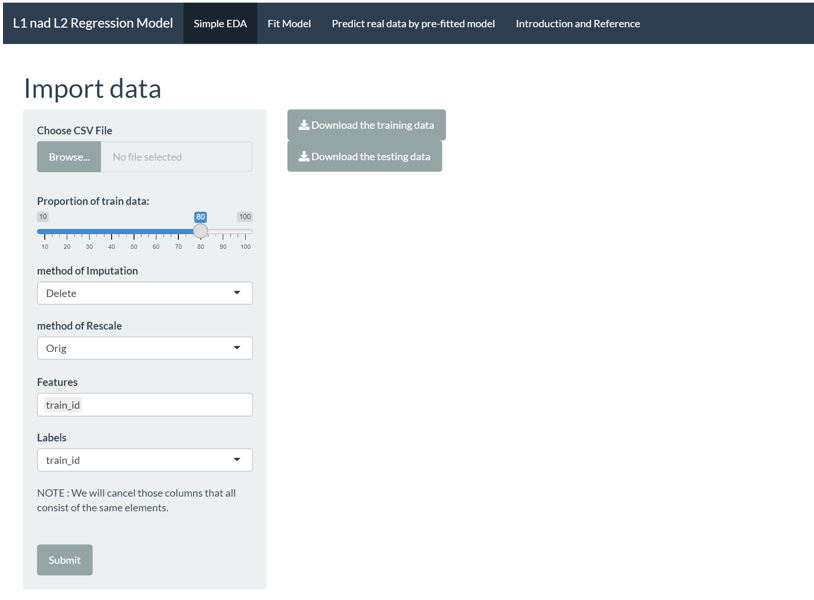 L1 nad L2 Regression Model
Simple EDA
Fit Model
Predict real data by pre-fitted model
Introduction and Reference
Import data
Choose CSV File
Browse...
No file selected
Proportion of train data:
10 80 100
10 20 30 40 50 60 70 80 90 100
method of Imputation
Delete
method of Rescale
Orig
Features
train_id
Labels
train_id
NOTE : We will cancel those columns that all
consist of the same elements.
Submit
Download the training data
Download the testing data